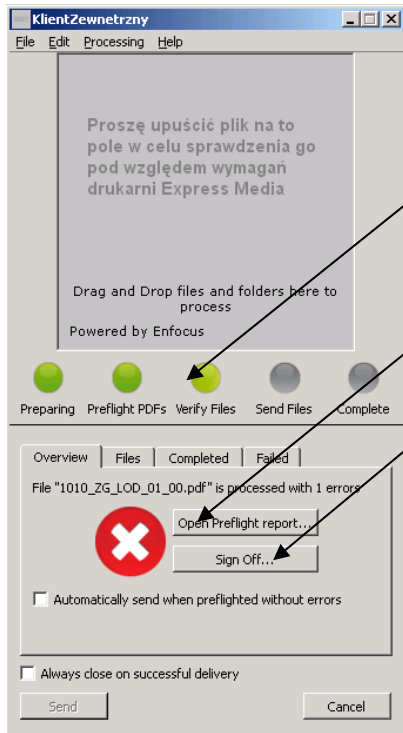 KlientZewnetrzny
File Edit Processing Help
Proszę upuścić plik na to
pole w celu sprawdzenia go
pod względem wymagań
drukarni Express Media
Drag and Drop files and folders here to
process
Powered by Enfocus
Preparing Preflight PDFs Verify Files Send Files Complete
Overview Files Completed Failed
File "1010_ZG_LOD_01_00.pdf" is processed with 1 errors
Open Preflight report...
Sign Off...
Automatically send when preflighted without errors
Always close on successful delivery
Send Cancel